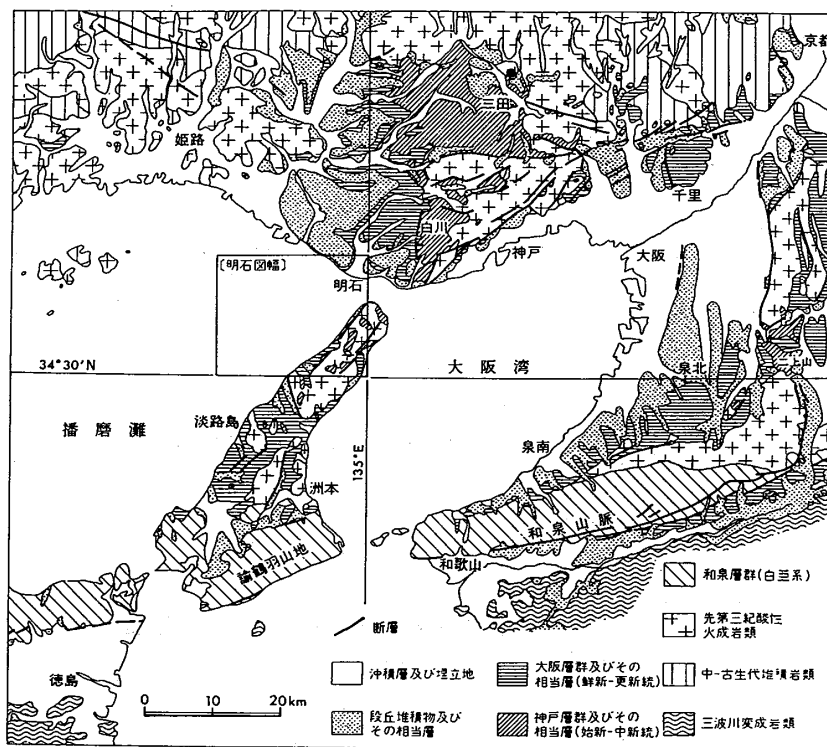 京都
三田
姫路
千里
白川
神戸
[明石図幅]
明石
大阪
34°30′N
大阪湾
泉北
二上山
播磨灘
淡路島
135°E
泉南
洲本
和泉山脈
諭鶴羽山地
和歌山
和泉層群(白亜系)
先第三紀酸性
火成岩類
断層
徳島
沖積層及び埋立地
大阪層群及びその
相当層(鮮新-更新統)
中-古生代堆積岩類
0 10 20km
段丘堆積物及び
その相当層
神戸層群及びその
相当層(始新-中新統)
三波川変成岩類